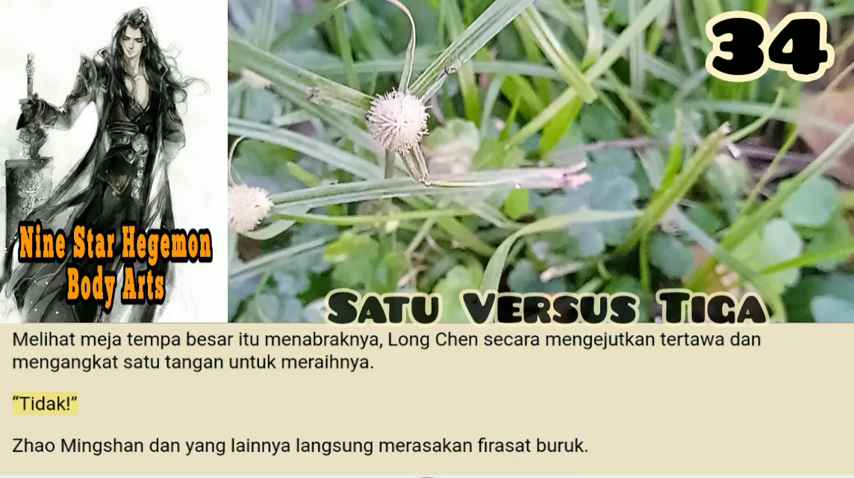 34
Nine Star Hegemon
Body Arts
Satu Versus Tiga
Melihat meja tempa besar itu menabraknya, Long Chen secara mengejutkan tertawa dan
mengangkat satu tangan untuk meraihnya.
“Tidak!”
Zhao Mingshan dan yang lainnya langsung merasakan firasat buruk.